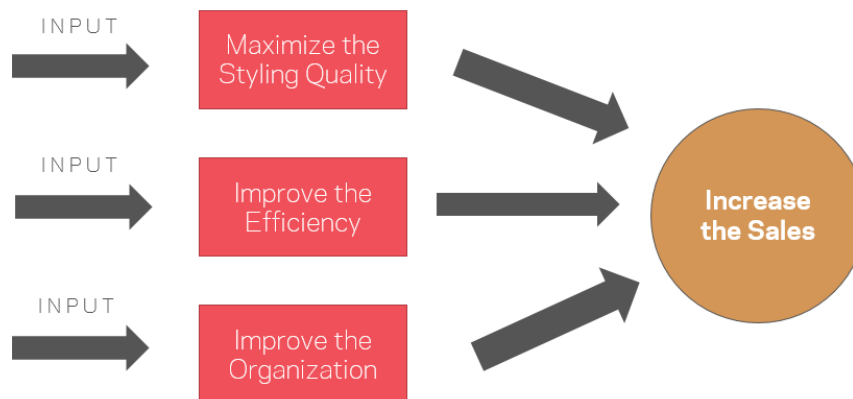 INPUT
Maximize the
Styling Quality
INPUT
Improve the
Efficiency
Increase
the Sales
INPUT
Improve the
Organization